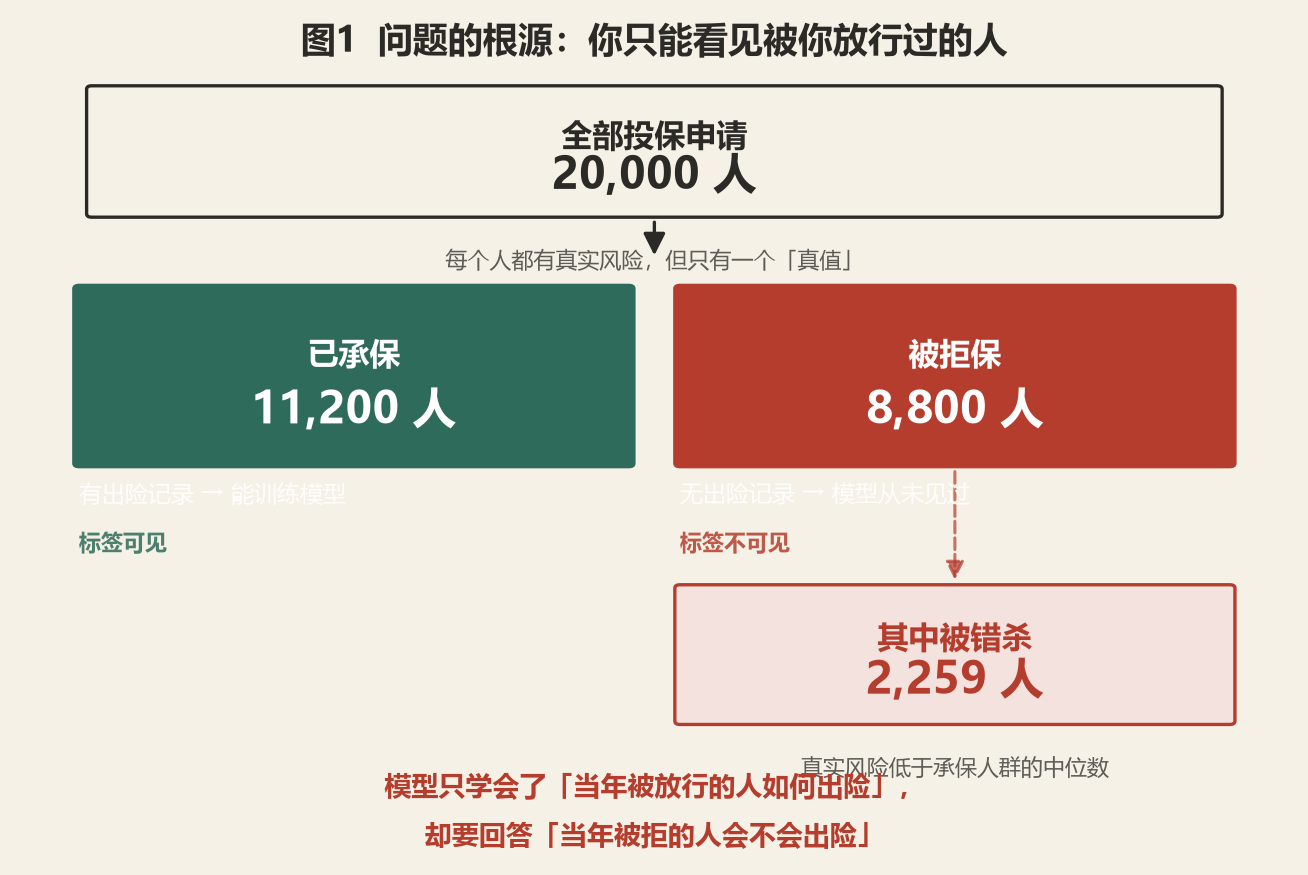 图1 问题的根源：你只能看见被你放行过的人
全部投保申请
20,000 人
每个人都有真实风险，但只有一个「真值」
已承保
11,200 人
被拒保
8,800 人
有出险记录 → 能训练模型
无出险记录 → 模型从未见过
标签可见
标签不可见
其中被错杀
2,259 人
真实风险低于承保人群的中位数
模型只学会了「当年被放行的人如何出险」，
却要回答「当年被拒的人会不会出险」